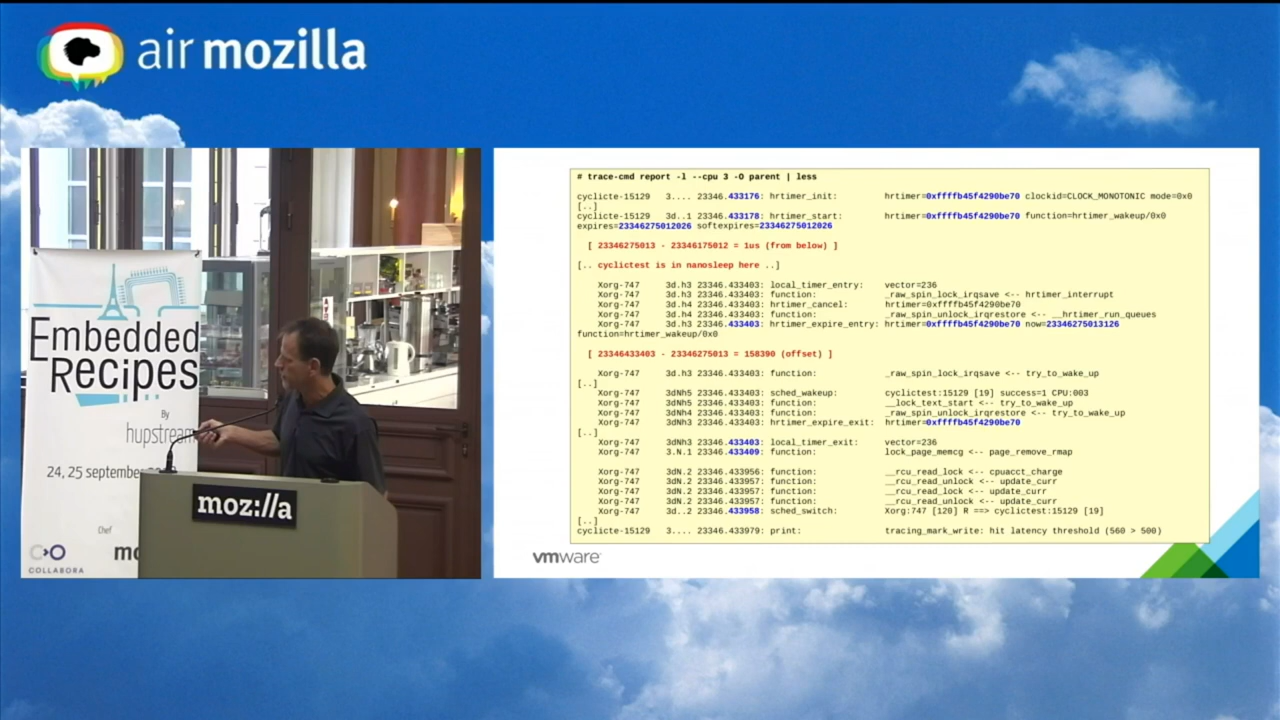 air mozilla
Embedded
Recipes
By
hupstream
24, 25 september
Chef
COLLABORA
moz://a
# trace-cmd report -l --cpu 3 -O parent | less
cyclicte-15129 3.... 23346.433176: hrtimer_init: hrtimer=0xffffb45f4290be70 clockid=CLOCK_MONOTONIC mode=0x0
[..]
cyclicte-15129 3d..1 23346.433178: hrtimer_start: hrtimer=0xffffb45f4290be70 function=hrtimer_wakeup/0x0
expires=23346275012026 softexpires=23346275012026
[ 23346275013 - 23346175012 = 1us (from below) ]
[.. cyclictest is in nanosleep here ..]
Xorg-747 3d.h3 23346.433403: local_timer_entry: vector=236
Xorg-747 3d.h3 23346.433403: function: _raw_spin_lock_irqsave <-- hrtimer_interrupt
Xorg-747 3d.h4 23346.433403: hrtimer_cancel: hrtimer=0xffffb45f4290be70
Xorg-747 3d.h4 23346.433403: function: _raw_spin_unlock_irqrestore <-- __hrtimer_run_queues
Xorg-747 3d.h3 23346.433403: hrtimer_expire_entry: hrtimer=0xffffb45f4290be70 now=23346275013126
function=hrtimer_wakeup/0x0
[ 23346433403 - 23346275013 = 158390 (offset) ]
Xorg-747 3d.h3 23346.433403: function: _raw_spin_lock_irqsave <-- try_to_wake_up
[..]
Xorg-747 3dNh5 23346.433403: sched_wakeup: cyclictest:15129 [19] success=1 CPU:003
Xorg-747 3dNh5 23346.433403: function: __lock_text_start <-- try_to_wake_up
Xorg-747 3dNh4 23346.433403: function: _raw_spin_unlock_irqrestore <-- try_to_wake_up
Xorg-747 3dNh3 23346.433403: hrtimer_expire_exit: hrtimer=0xffffb45f4290be70
[..]
Xorg-747 3dNh3 23346.433403: local_timer_exit: vector=236
Xorg-747 3.N.1 23346.433409: function: lock_page_memcg <-- page_remove_rmap
Xorg-747 3dN.2 23346.433956: function: __rcu_read_lock <-- cpuacct_charge
Xorg-747 3dN.2 23346.433957: function: __rcu_read_unlock <-- update_curr
Xorg-747 3dN.2 23346.433957: function: __rcu_read_lock <-- update_curr
Xorg-747 3dN.2 23346.433957: function: __rcu_read_unlock <-- update_curr
Xorg-747 3d..2 23346.433958: sched_switch: Xorg:747 [120] R ==> cyclictest:15129 [19]
[..]
cyclicte-15129 3.... 23346.433979: print: tracing_mark_write: hit latency threshold (560 > 500)
vmware